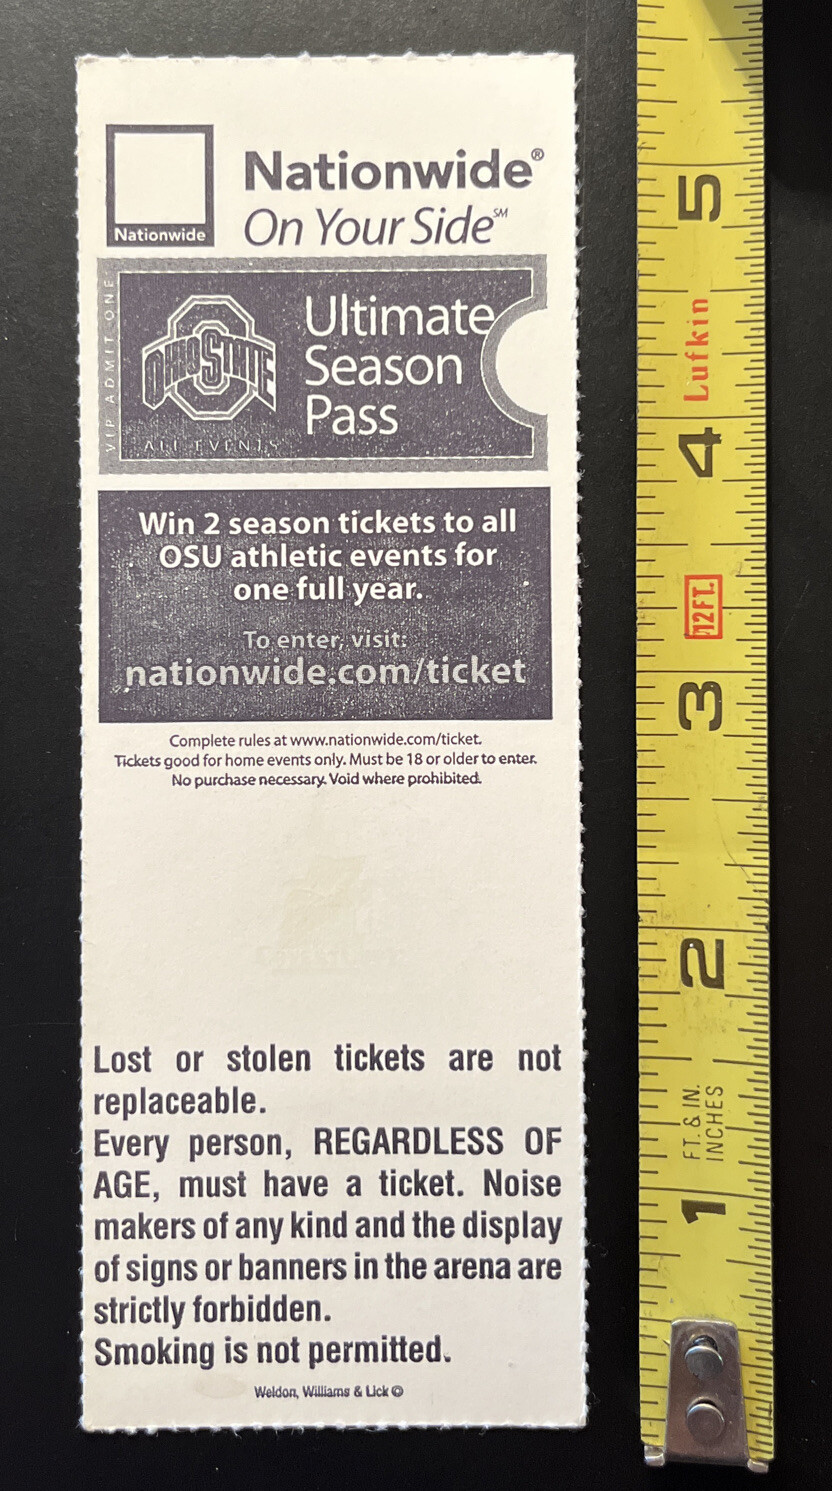 Nationwide
Nationwide®
On Your Side℠
VIP ADMIT ONE
OHIO STATE
ALL EVENTS
Ultimate
Season
Pass
Win 2 season tickets to all
OSU athletic events for
one full year.
To enter, visit:
nationwide.com/ticket
Complete rules at www.nationwide.com/ticket.
Tickets good for home events only. Must be 18 or older to enter.
No purchase necessary. Void where prohibited.
Lost or stolen tickets are not
replaceable.
Every person, REGARDLESS OF
AGE, must have a ticket. Noise
makers of any kind and the display
of signs or banners in the arena are
strictly forbidden.
Smoking is not permitted.
Weldon, Williams & Lick ©
5
Lufkin
4
12FT.
3
2
FT. & IN.
INCHES
1